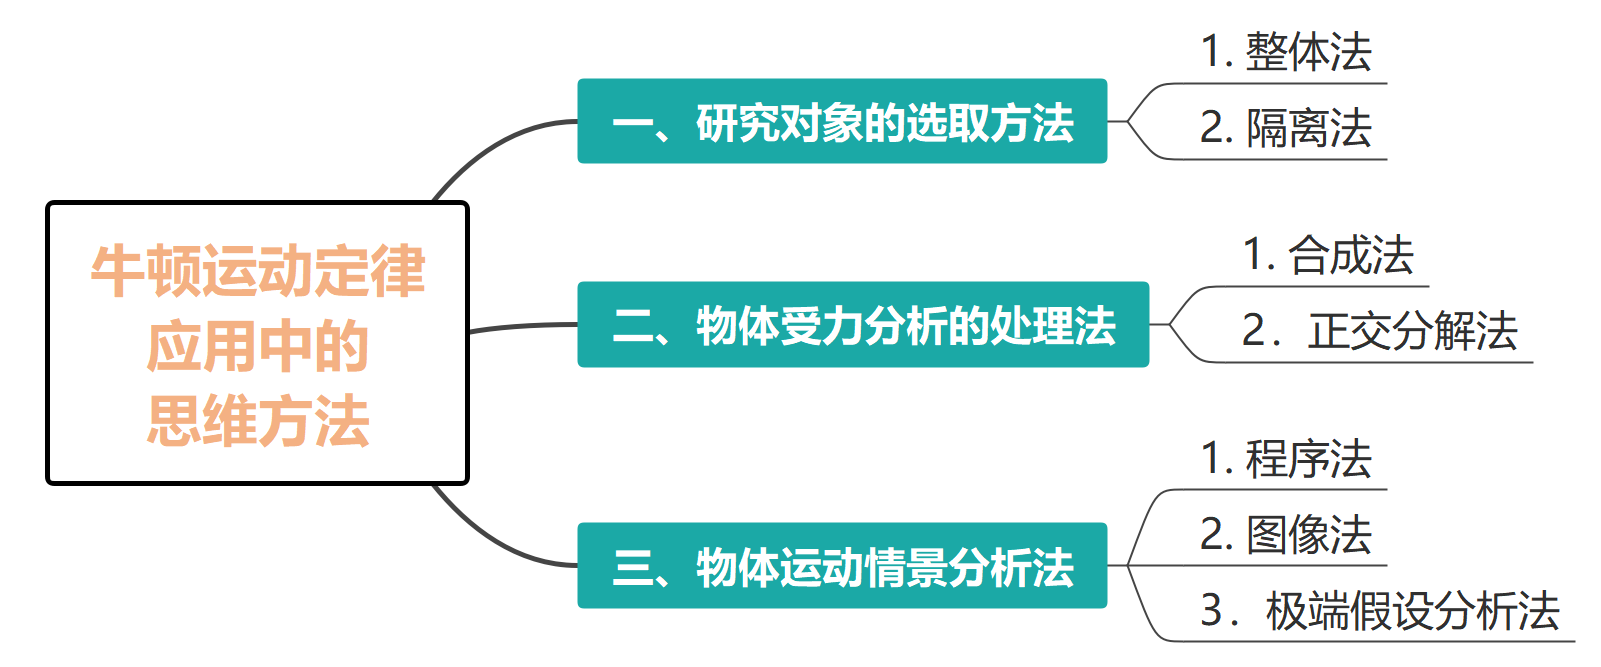 牛顿运动定律
应用中的
思维方法
一、研究对象的选取方法
1. 整体法
2. 隔离法
二、物体受力分析的处理法
1. 合成法
2．正交分解法
三、物体运动情景分析法
1. 程序法
2. 图像法
3．极端假设分析法